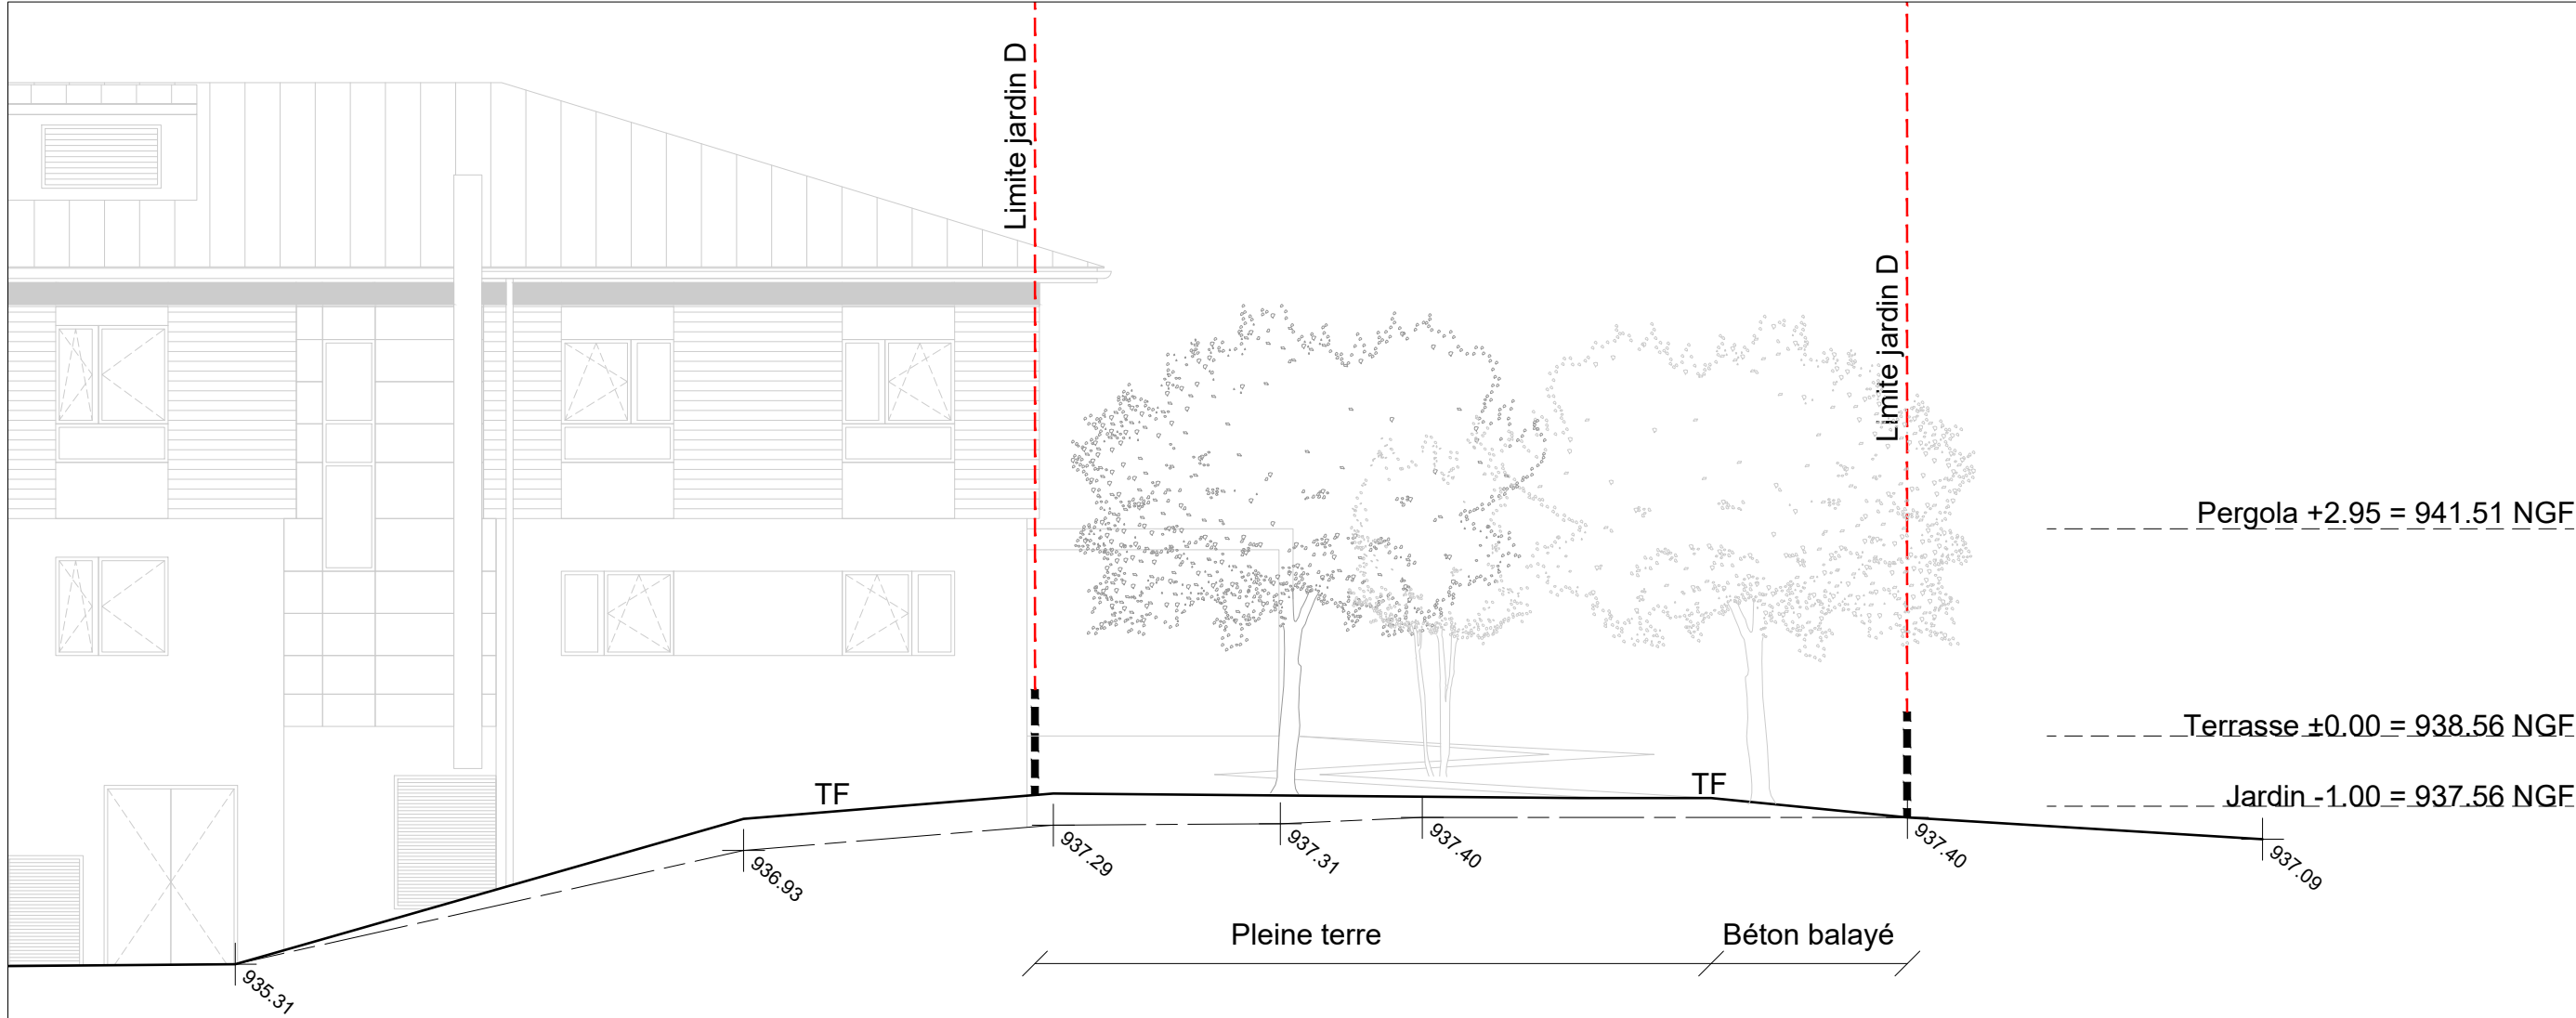 Limite jardin D
Limite jardin D
Pergola +2.95 = 941.51 NGF
Terrasse ±0.00 = 938.56 NGF
TF
TF
Jardin -1.00 = 937.56 NGF
936.93
937.29
937.31
937.40
937.40
937.09
Pleine terre
Béton balayé
935.31